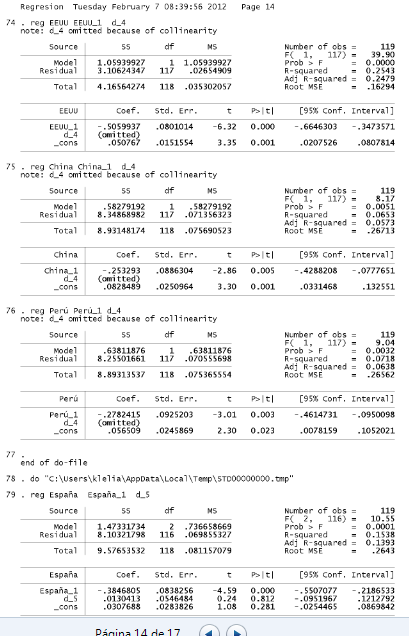 Regresion Tuesday February 7 08:39:56 2012 Page 14
74 . reg EEUU EEUU_1 d_4
note: d_4 omitted because of collinearity
Source SS df MS Number of obs = 119
F( 1, 117) = 39.90
Model 1.05939927 1 1.05939927 Prob > F = 0.0000
Residual 3.10624347 117 .02654909 R-squared = 0.2543
Adj R-squared = 0.2479
Total 4.16564274 118 .035302057 Root MSE = .16294
EEUU Coef. Std. Err. t P>|t| [95% Conf. Interval]
EEUU_1 -.5059937 .0801014 -6.32 0.000 -.6646303 -.3473571
d_4 (omitted)
_cons .050767 .0151554 3.35 0.001 .0207526 .0807814
75 . reg China China_1 d_4
note: d_4 omitted because of collinearity
Source SS df MS Number of obs = 119
F( 1, 117) = 8.17
Model .58279192 1 .58279192 Prob > F = 0.0051
Residual 8.34868982 117 .071356323 R-squared = 0.0653
Adj R-squared = 0.0573
Total 8.93148174 118 .075690523 Root MSE = .26713
China Coef. Std. Err. t P>|t| [95% Conf. Interval]
China_1 -.253293 .0886304 -2.86 0.005 -.4288208 -.0777651
d_4 (omitted)
_cons .0828489 .0250964 3.30 0.001 .0331468 .132551
76 . reg Perú Perú_1 d_4
note: d_4 omitted because of collinearity
Source SS df MS Number of obs = 119
F( 1, 117) = 9.04
Model .63811876 1 .63811876 Prob > F = 0.0032
Residual 8.25501661 117 .070555698 R-squared = 0.0718
Adj R-squared = 0.0638
Total 8.89313537 118 .075365554 Root MSE = .26562
Perú Coef. Std. Err. t P>|t| [95% Conf. Interval]
Perú_1 -.2782415 .0925203 -3.01 0.003 -.4614731 -.0950098
d_4 (omitted)
_cons .056509 .0245869 2.30 0.023 .0078159 .1052021
77 .
end of do-file
78 . do "C:\Users\klelia\AppData\Local\Temp\STD00000000.tmp"
79 . reg España España_1 d_5
Source SS df MS Number of obs = 119
F( 2, 116) = 10.55
Model 1.47331734 2 .736658669 Prob > F = 0.0001
Residual 8.10321798 116 .069855327 R-squared = 0.1538
Adj R-squared = 0.1393
Total 9.57653532 118 .081157079 Root MSE = .2643
España Coef. Std. Err. t P>|t| [95% Conf. Interval]
España_1 -.3846805 .0838256 -4.59 0.000 -.5507077 -.2186533
d_5 .0130413 .0546484 0.24 0.812 -.0951967 .1212792
_cons .0307688 .0283826 1.08 0.281 -.0254465 .0869842
Página 14 de 17